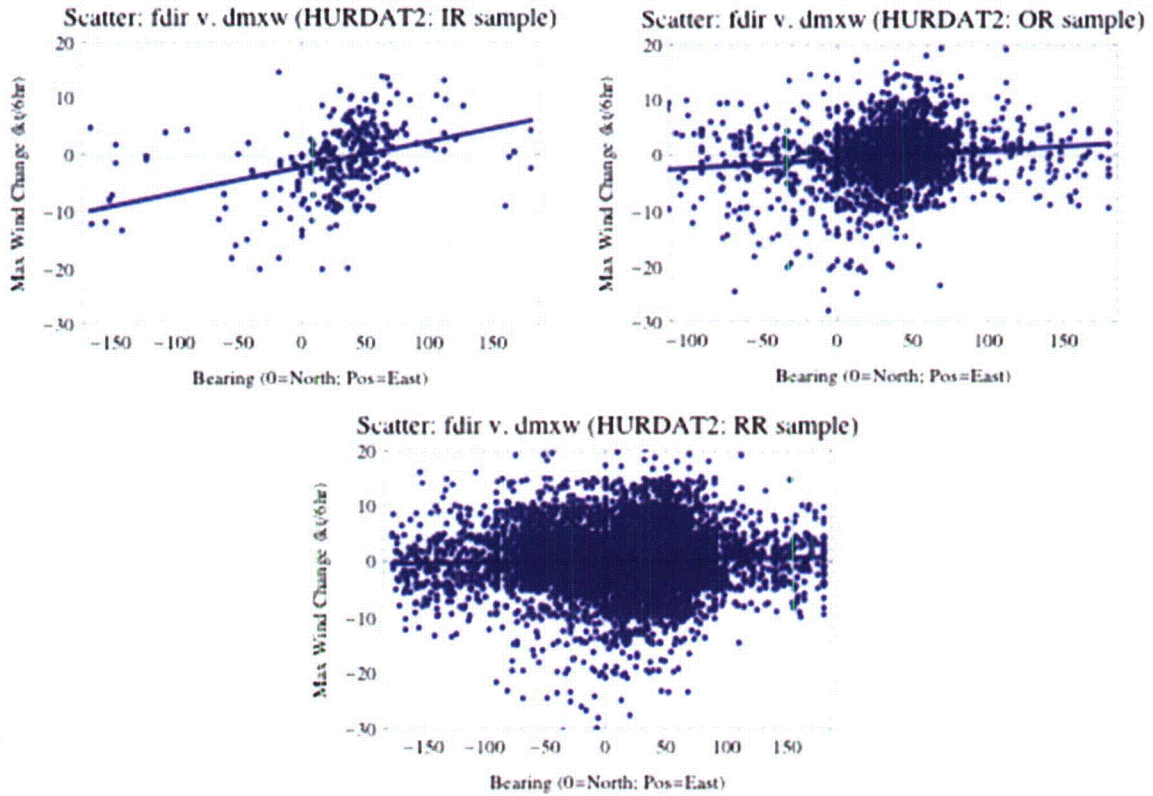 Scatter: fdir v. dmxw (HURDAT2: IR sample)
20
10
0
−10
−20
−30
Max Wind Change (kt/6hr)
−150 −100 −50 0 50 100 150
Bearing (0=North; Pos=East)
Scatter: fdir v. dmxw (HURDAT2: OR sample)
20
10
0
−10
−20
−30
Max Wind Change (kt/6hr)
−100 −50 0 50 100 150
Bearing (0=North; Pos=East)
Scatter: fdir v. dmxw (HURDAT2: RR sample)
20
10
0
−10
−20
−30
Max Wind Change (kt/6hr)
−150 −100 −50 0 50 100 150
Bearing (0=North; Pos=East)